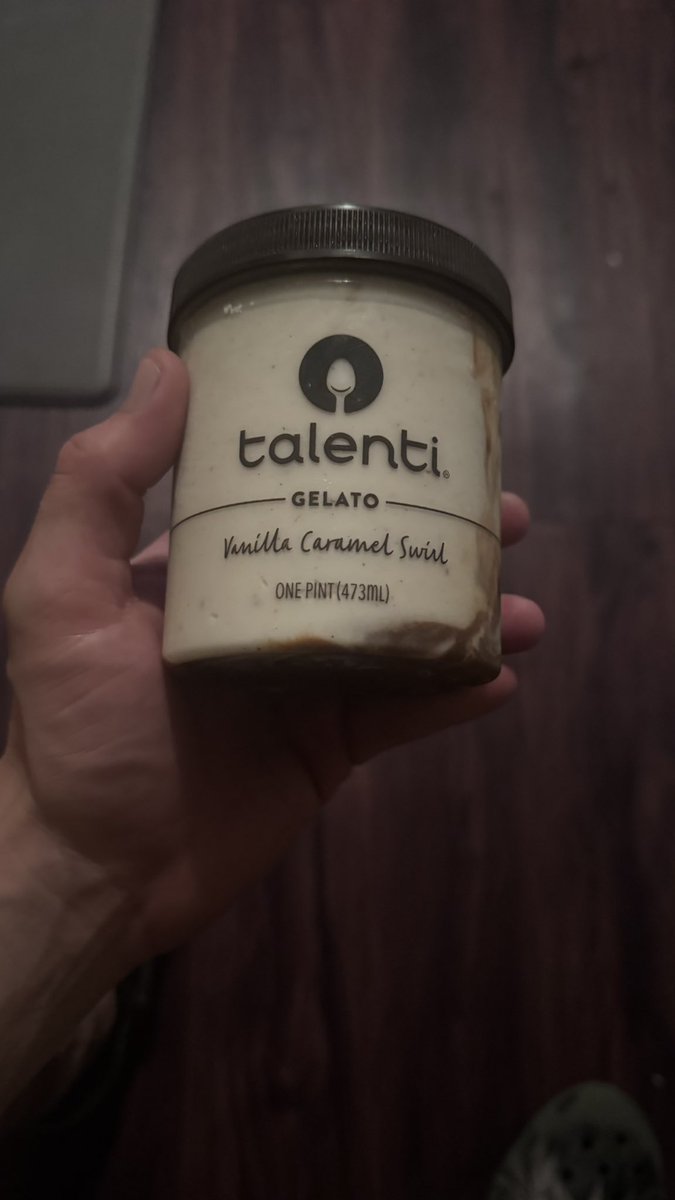 talenti®
GELATO
Vanilla Caramel Swirl
ONE PINT (473mL)